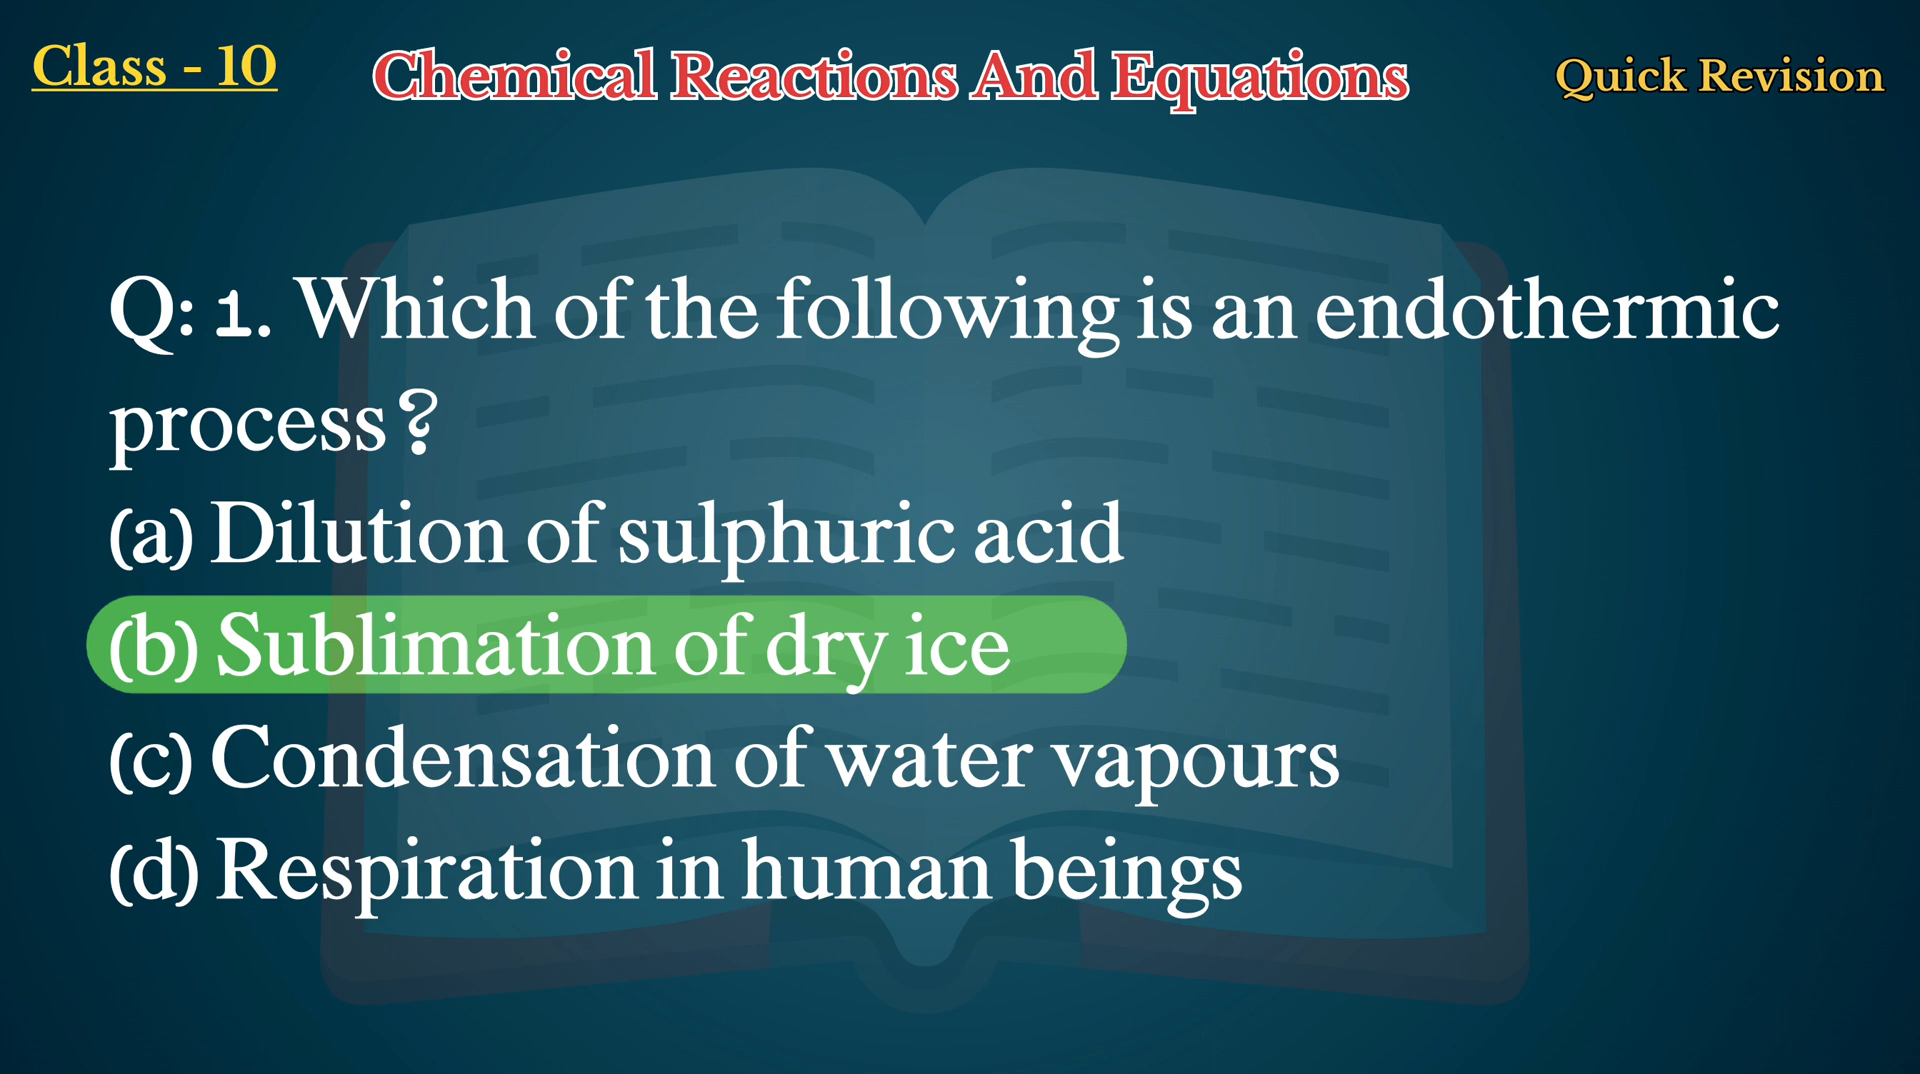 Class - 10
Chemical Reactions And Equations
Quick Revision
Q: 1. Which of the following is an endothermic
process?
(a) Dilution of sulphuric acid
(b) Sublimation of dry ice
(c) Condensation of water vapours
(d) Respiration in human beings